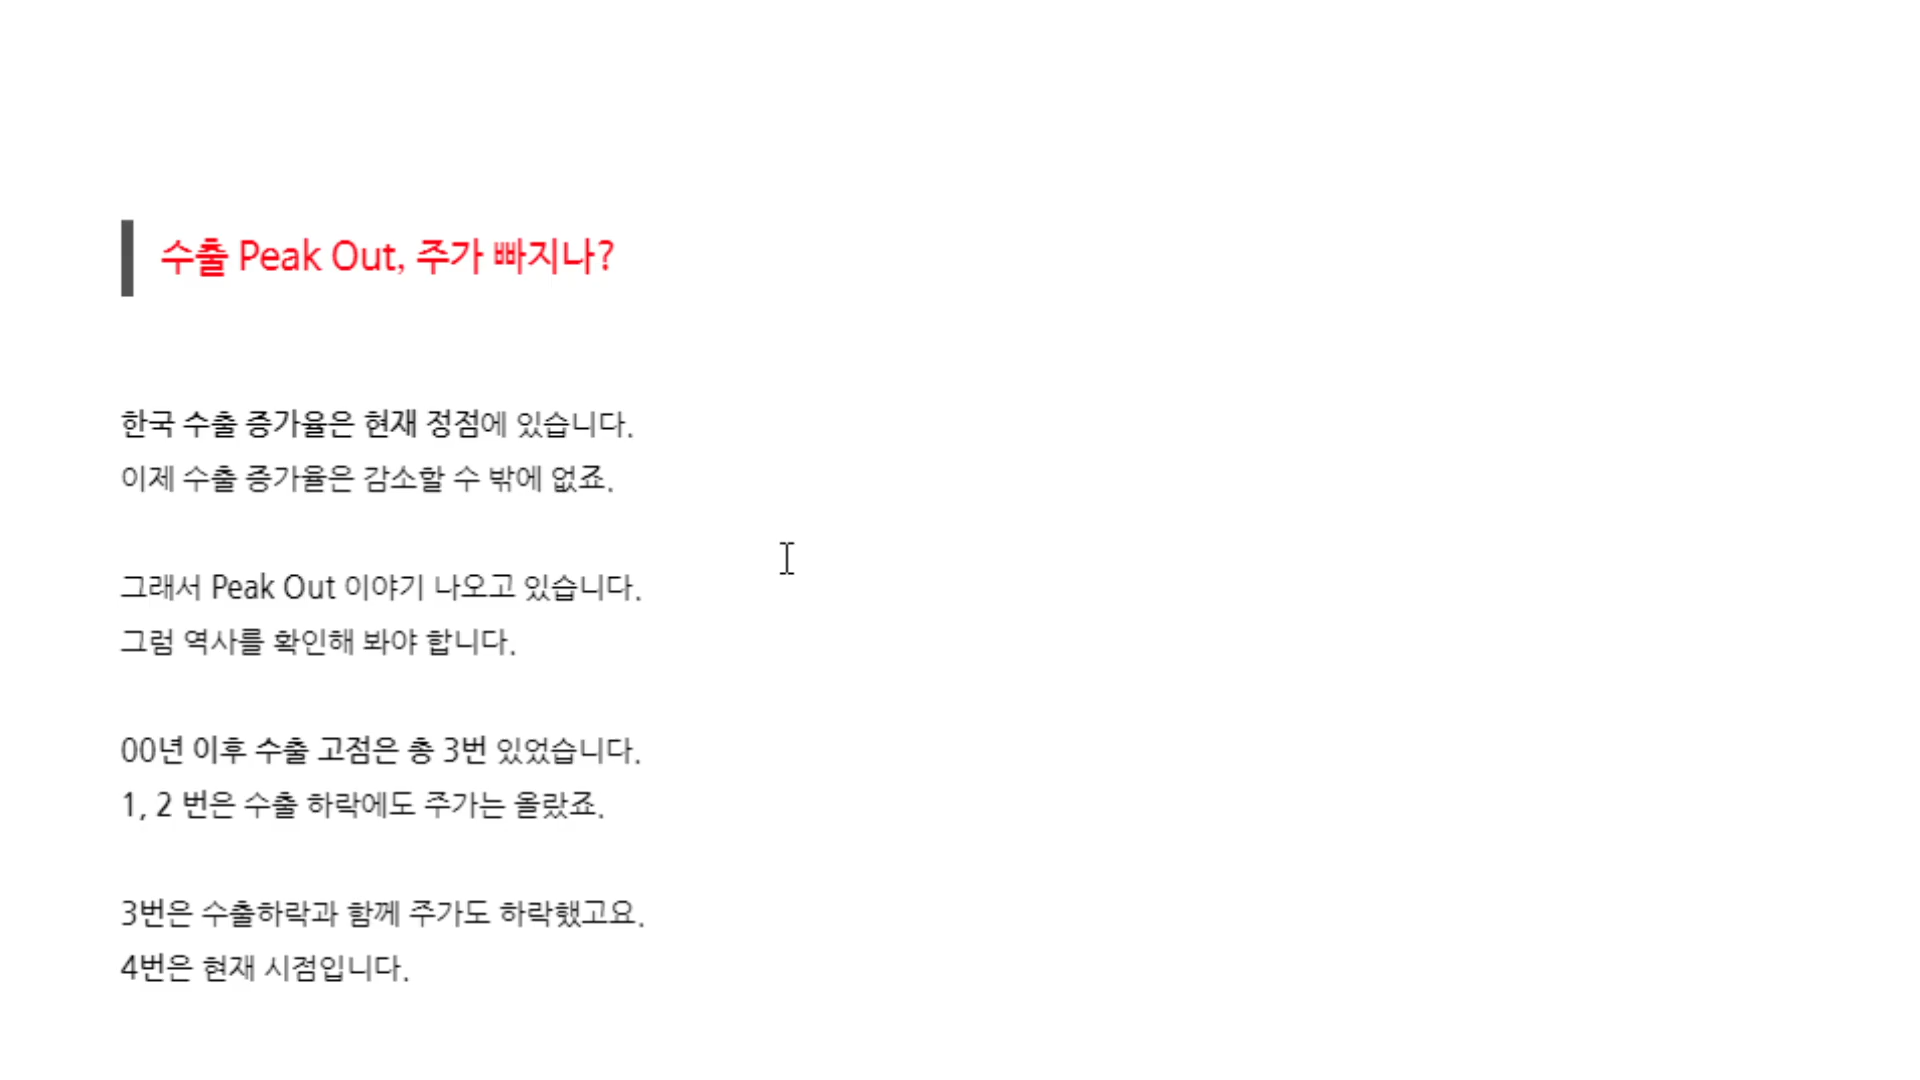 수출 Peak Out, 주가 빠지나?
한국 수출 증가율은 현재 정점에 있습니다.
이제 수출 증가율은 감소할 수 밖에 없죠.
그래서 Peak Out 이야기 나오고 있습니다.
그럼 역사를 확인해 봐야 합니다.
00년 이후 수출 고점은 총 3번 있었습니다.
1, 2 번은 수출 하락에도 주가는 올랐죠.
3번은 수출하락과 함께 주가도 하락했고요.
4번은 현재 시점입니다.